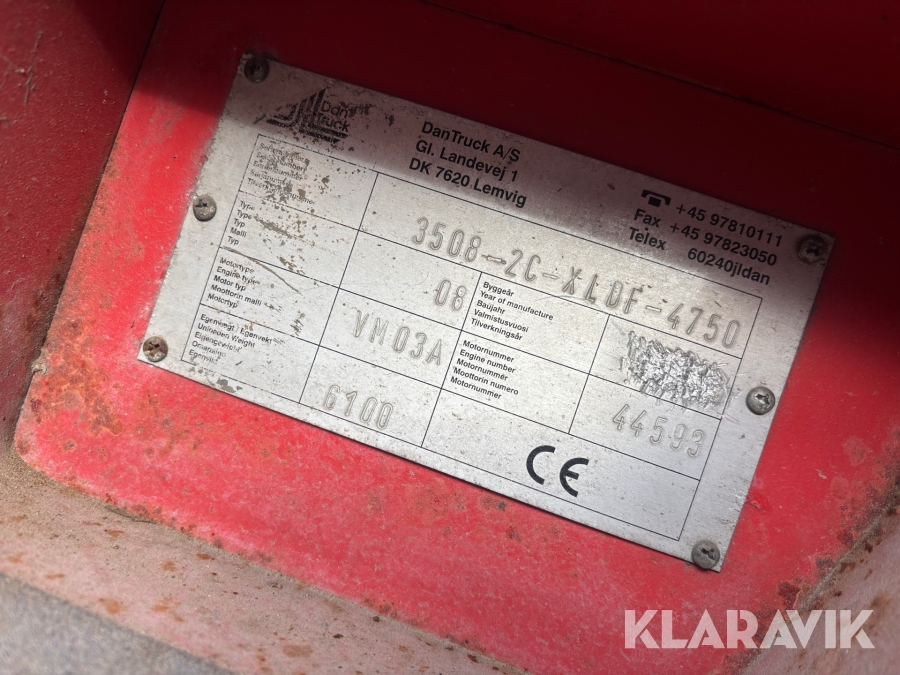 Dan
Truck
DanTruck A/S
Gl. Landevej 1
DK 7620 Lemvig
+45 97810111
Fax +45 97823050
Telex 60240jldan
3508-2C-XLDF-4750
Type
Type
Typ
Malli
Typ
08
Byggeår
Year of manufacture
Baujahr
Valmistusvuosi
Tilverkningsår
Motortype
Engine type
Motor typ
Moottorin malli
Motortyp
VM03A
Motornummer
Engine number
Motornummer
Moottorin numero
Motornummer
44593
Egenvægt / Egenvekt
Unladen Weight
Eigengewicht
Omapaino
Egenvikt
6100
CE
KLARAVIK